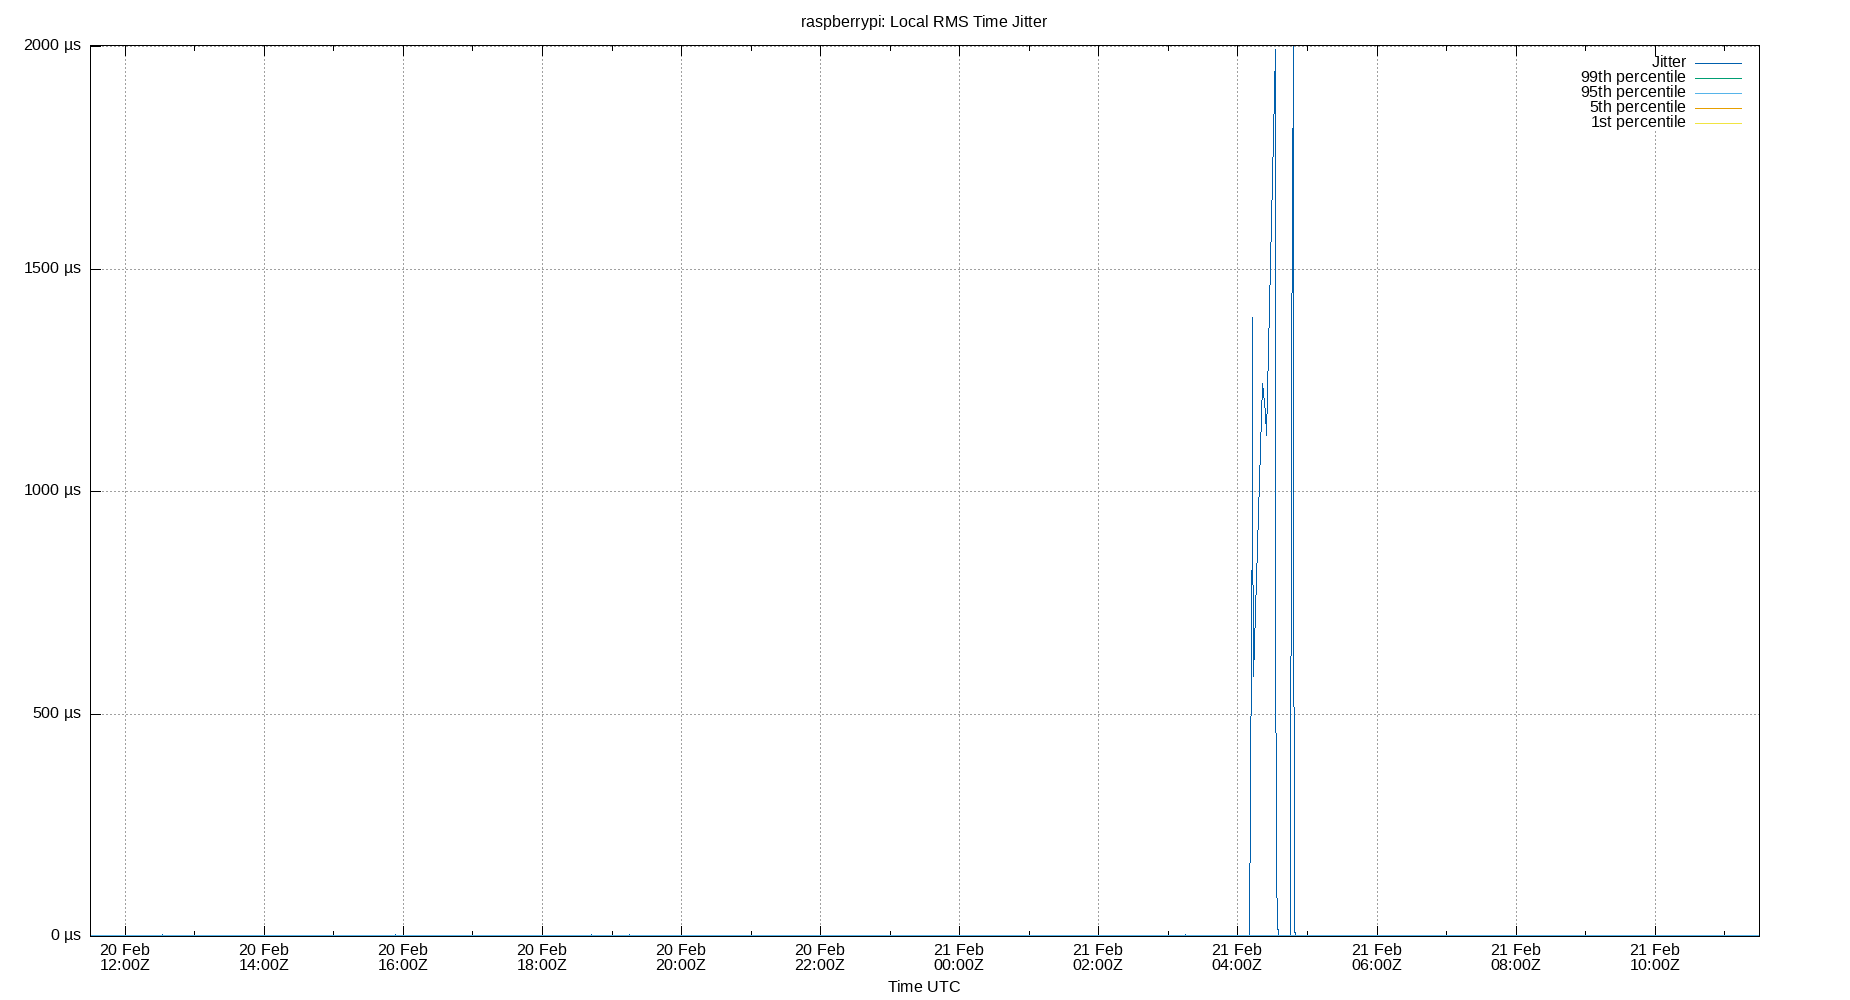 raspberrypi: Local RMS Time Jitter
2000 µs
1500 µs
1000 µs
500 µs
0 µs
Jitter
99th percentile
95th percentile
5th percentile
1st percentile
20 Feb 20 Feb 20 Feb 20 Feb 20 Feb 20 Feb 21 Feb 21 Feb 21 Feb 21 Feb 21 Feb 21 Feb
12:00Z 14:00Z 16:00Z 18:00Z 20:00Z 22:00Z 00:00Z 02:00Z 04:00Z 06:00Z 08:00Z 10:00Z
Time UTC